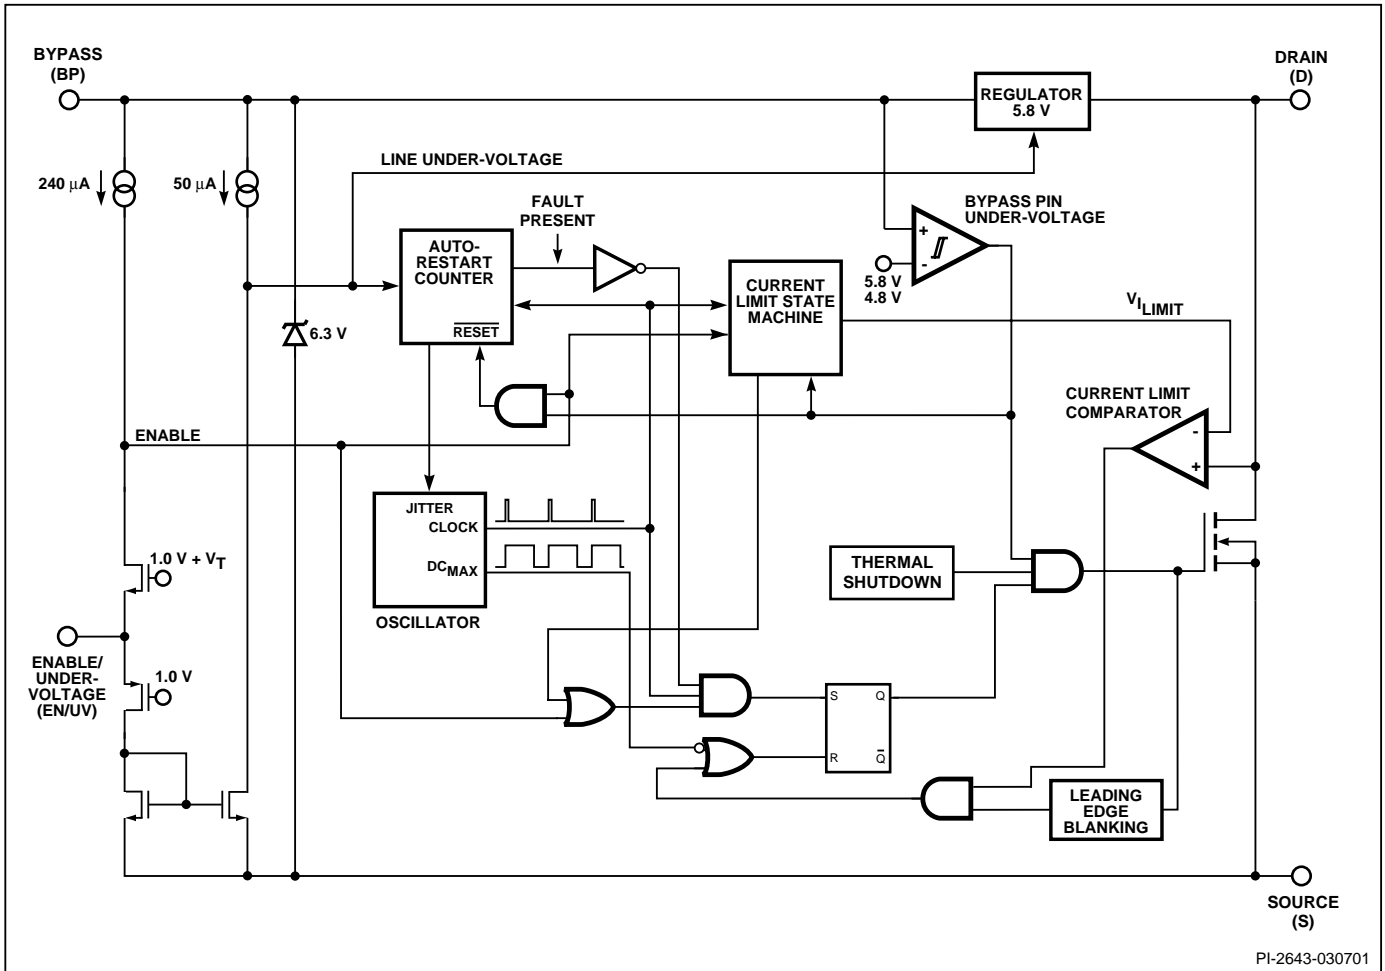 BYPASS
(BP)
DRAIN
(D)
REGULATOR
5.8 V
LINE UNDER-VOLTAGE
240 μA
50 μA
FAULT
PRESENT
BYPASS PIN
UNDER-VOLTAGE
AUTO-
RESTART
COUNTER
RESET
+
-
5.8 V
4.8 V
CURRENT
LIMIT STATE
MACHINE
VILIMIT
6.3 V
CURRENT LIMIT
COMPARATOR
-
+
ENABLE
JITTER
CLOCK
DCMAX
OSCILLATOR
1.0 V + VT
THERMAL
SHUTDOWN
ENABLE/
UNDER-
VOLTAGE
(EN/UV)
1.0 V
S Q
R Q̅
LEADING
EDGE
BLANKING
SOURCE
(S)
PI-2643-030701